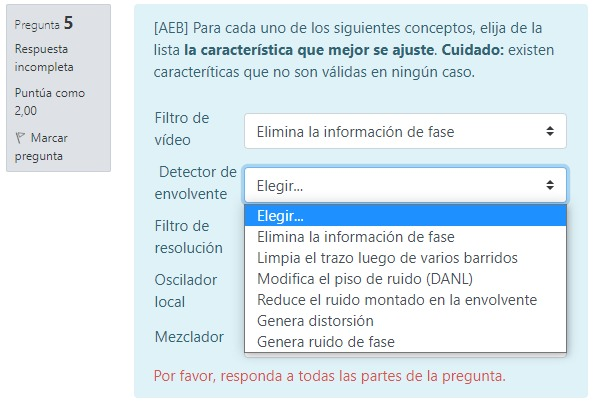 Pregunta 5
Respuesta
incompleta
Puntúa como
2,00
Marcar
pregunta
[AEB] Para cada uno de los siguientes conceptos, elija de la
lista la característica que mejor se ajuste. Cuidado: existen
caracteríticas que no son válidas en ningún caso.
Filtro de
vídeo
Elimina la información de fase
Detector de
envolvente
Elegir...
Elegir...
Elimina la información de fase
Limpia el trazo luego de varios barridos
Modifica el piso de ruido (DANL)
Reduce el ruido montado en la envolvente
Genera distorsión
Genera ruido de fase
Filtro de
resolución
Oscilador
local
Mezclador
Por favor, responda a todas las partes de la pregunta.